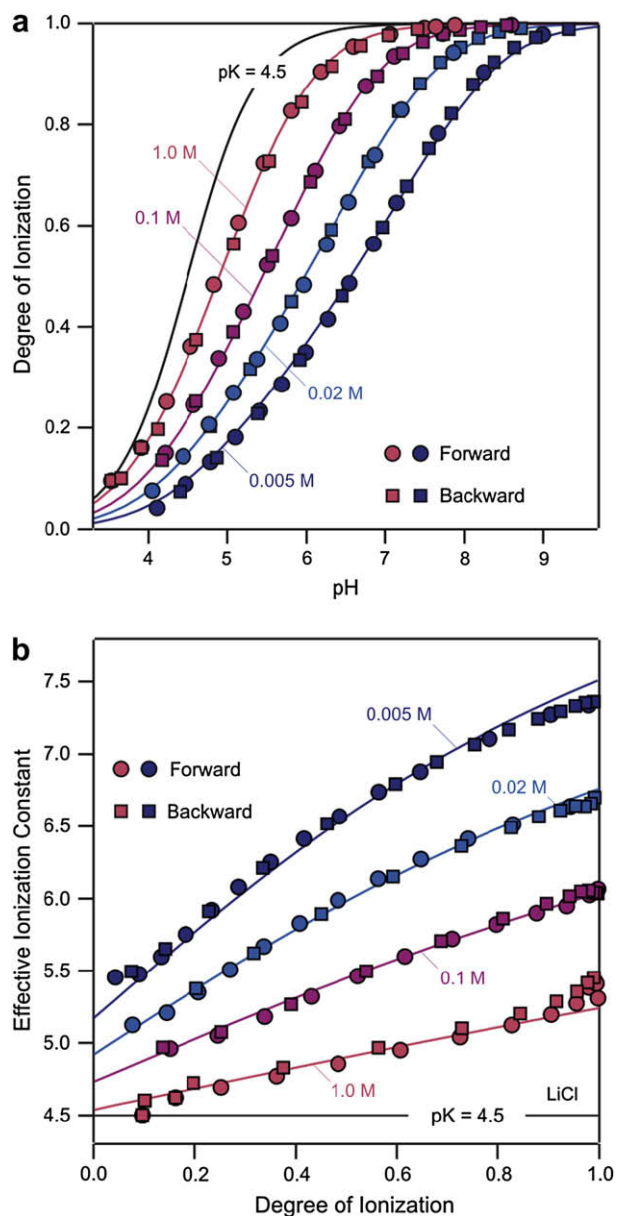 a
1.0
0.8
0.6
0.4
0.2
0.0
Degree of Ionization
pK = 4.5
1.0 M
0.1 M
0.02 M
0.005 M
Forward
Backward
4 5 6 7 8 9
pH
b
7.5
7.0
6.5
6.0
5.5
5.0
4.5
Effective Ionization Constant
0.005 M
Forward
Backward
0.02 M
0.1 M
1.0 M
LiCl
pK = 4.5
0.0 0.2 0.4 0.6 0.8 1.0
Degree of Ionization